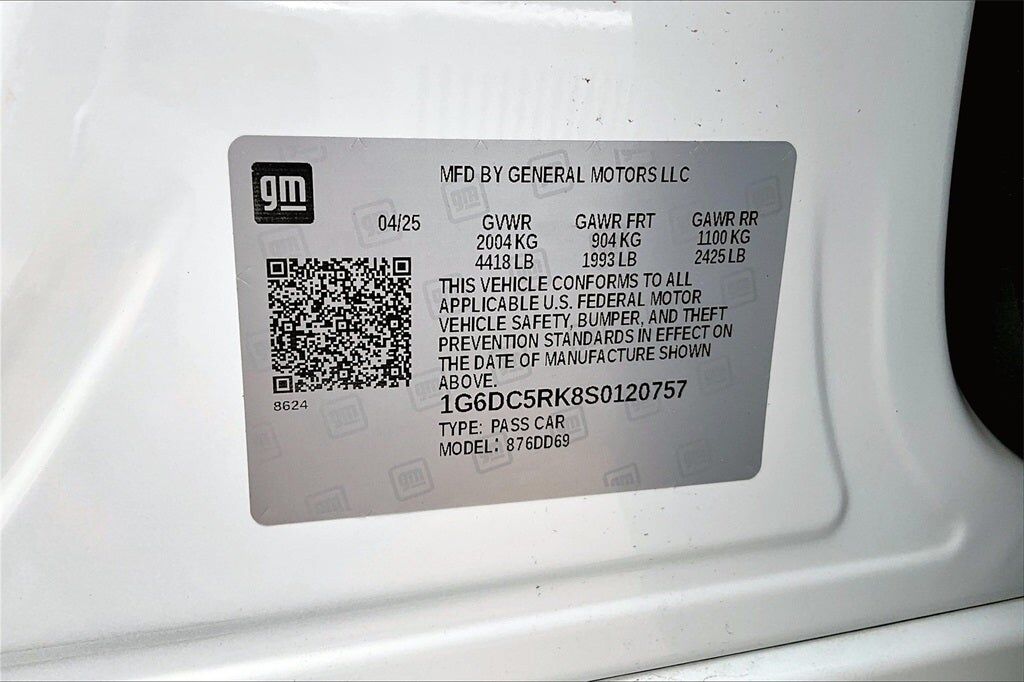 gm
MFD BY GENERAL MOTORS LLC
04/25 GVWR GAWR FRT GAWR RR
2004 KG 904 KG 1100 KG
4418 LB 1993 LB 2425 LB
THIS VEHICLE CONFORMS TO ALL
APPLICABLE U.S. FEDERAL MOTOR
VEHICLE SAFETY, BUMPER, AND THEFT
PREVENTION STANDARDS IN EFFECT ON
THE DATE OF MANUFACTURE SHOWN
ABOVE.
8624
1G6DC5RK8S0120757
TYPE: PASS CAR
MODEL: 876DD69